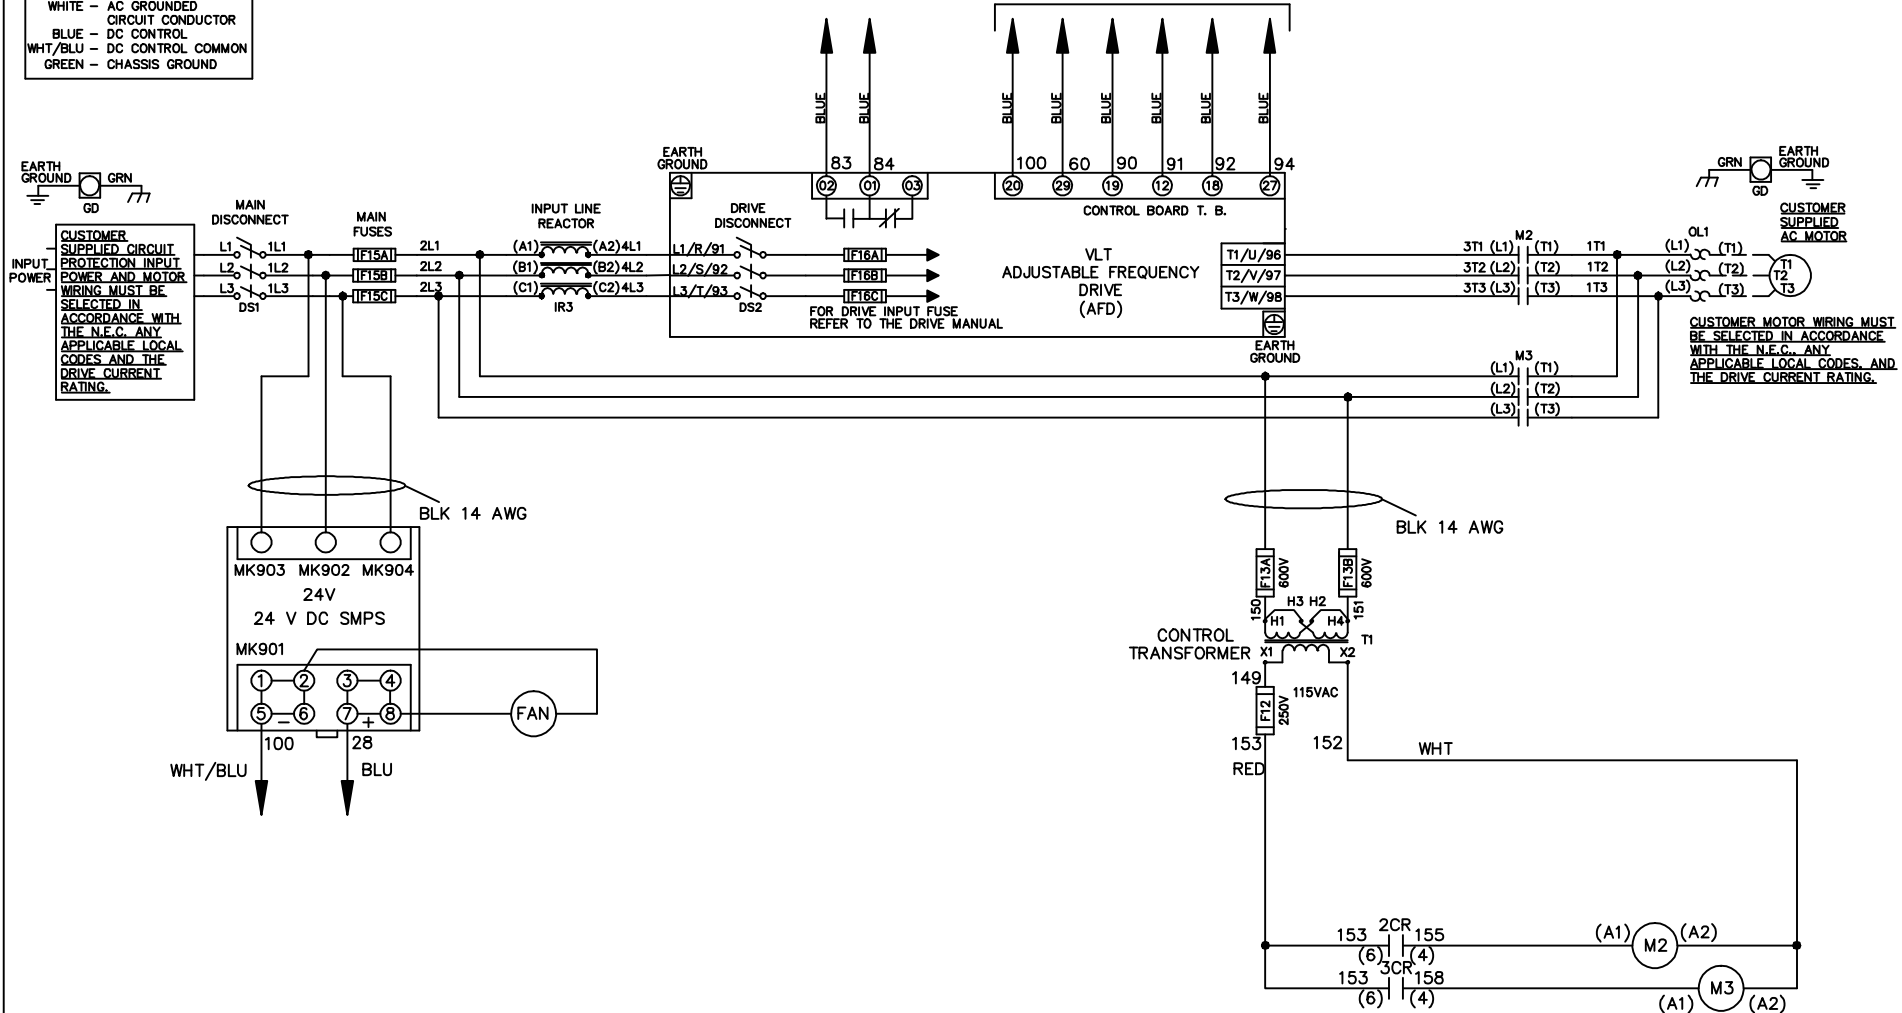 WHITE – AC GROUNDED
CIRCUIT CONDUCTOR
BLUE – DC CONTROL
WHT/BLU – DC CONTROL COMMON
GREEN – CHASSIS GROUND
BLUE
BLUE
BLUE
BLUE
BLUE
BLUE
BLUE
BLUE
83
84
100
60
90
91
92
94
02
01
03
20
29
19
12
18
27
CONTROL BOARD T. B.
EARTH
GROUND
GRN
GD
EARTH
GROUND
GRN
EARTH
GROUND
GD
INPUT
POWER
CUSTOMER
SUPPLIED CIRCUIT
PROTECTION INPUT
POWER AND MOTOR
WIRING MUST BE
SELECTED IN
ACCORDANCE WITH
THE N.E.C. ANY
APPLICABLE LOCAL
CODES AND THE
DRIVE CURRENT
RATING.
MAIN
DISCONNECT
L1
1L1
L2
1L2
L3
1L3
DS1
MAIN
FUSES
F15A
F15B
F15C
2L1
2L2
2L3
INPUT LINE
REACTOR
(A1)
(A2)
4L1
(B1)
(B2)
4L2
(C1)
(C2)
4L3
IR3
L1/R/91
L2/S/92
L3/T/93
DRIVE
DISCONNECT
DS2
F16A
F16B
F16C
FOR DRIVE INPUT FUSE
REFER TO THE DRIVE MANUAL
VLT
ADJUSTABLE FREQUENCY
DRIVE
(AFD)
T1/U/96
T2/V/97
T3/W/98
EARTH
GROUND
M2
3T1 (L1) (T1) 1T1
3T2 (L2) (T2) 1T2
3T3 (L3) (T3) 1T3
OL1
(L1) (T1)
(L2) (T2)
(L3) (T3)
T1
T2
T3
CUSTOMER
SUPPLIED
AC MOTOR
CUSTOMER MOTOR WIRING MUST
BE SELECTED IN ACCORDANCE
WITH THE N.E.C., ANY
APPLICABLE LOCAL CODES, AND
THE DRIVE CURRENT RATING.
M3
(L1) (T1)
(L2) (T2)
(L3) (T3)
BLK 14 AWG
MK903
MK902
MK904
24V
24 V DC SMPS
MK901
1
2
3
4
5
–
6
7
+
8
FAN
100
28
WHT/BLU
BLU
BLK 14 AWG
F13A
600V
F13B
600V
150
151
H3 H2
H1
H4
T1
CONTROL
TRANSFORMER
X1
X2
149
115VAC
F12
250V
153
152
RED
WHT
2CR
153
155
(6)
(4)
(A1)
M2
(A2)
3CR
153
158
(6)
(4)
(A1)
M3
(A2)